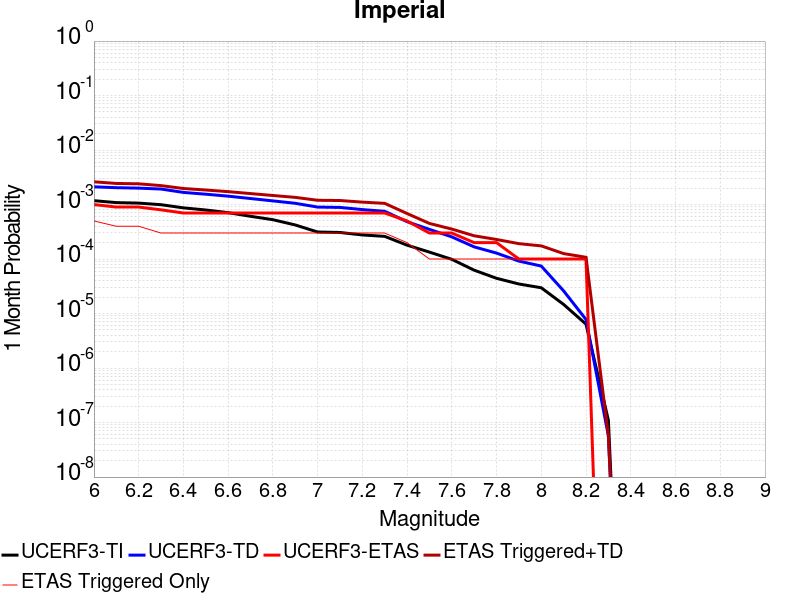 Imperial
10^0
10^-1
10^-2
10^-3
10^-4
10^-5
10^-6
10^-7
10^-8
1 Month Probability
6 6.2 6.4 6.6 6.8 7 7.2 7.4 7.6 7.8 8 8.2 8.4 8.6 8.8 9
Magnitude
UCERF3-TI UCERF3-TD UCERF3-ETAS ETAS Triggered+TD
ETAS Triggered Only